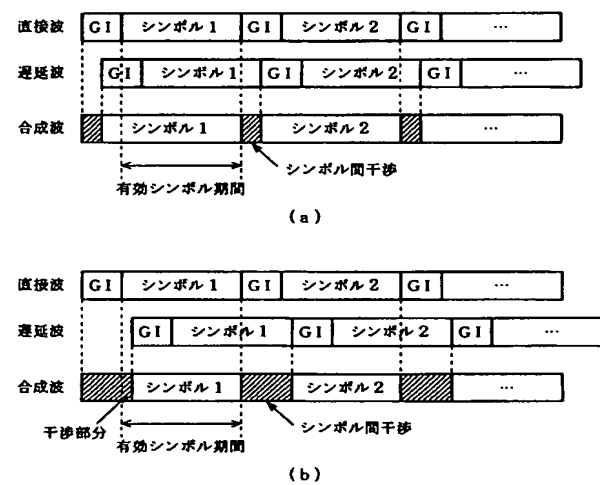 直接波 GI シンボル1 GI シンボル2 GI …
遅延波 GI シンボル1 GI シンボル2 GI …
合成波 シンボル1 シンボル2 …
シンボル間干渉
有効シンボル期間
(a)
直接波 GI シンボル1 GI シンボル2 GI …
遅延波 GI シンボル1 GI シンボル2 GI …
合成波 シンボル1 シンボル2 …
干渉部分 シンボル間干渉
有効シンボル期間
(b)